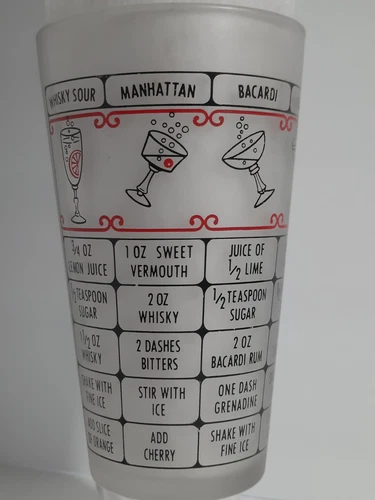 WHISKY SOUR
MANHATTAN
BACARDI
3/4 OZ
LEMON JUICE
1/2 TEASPOON
SUGAR
1 1/2 OZ
WHISKY
SHAKE WITH
FINE ICE
ADD SLICE
OF ORANGE
1 OZ SWEET
VERMOUTH
2 OZ
WHISKY
2 DASHES
BITTERS
STIR WITH
ICE
ADD
CHERRY
JUICE OF
1/2 LIME
1/2 TEASPOON
SUGAR
2 OZ
BACARDI RUM
ONE DASH
GRENADINE
SHAKE WITH
FINE ICE